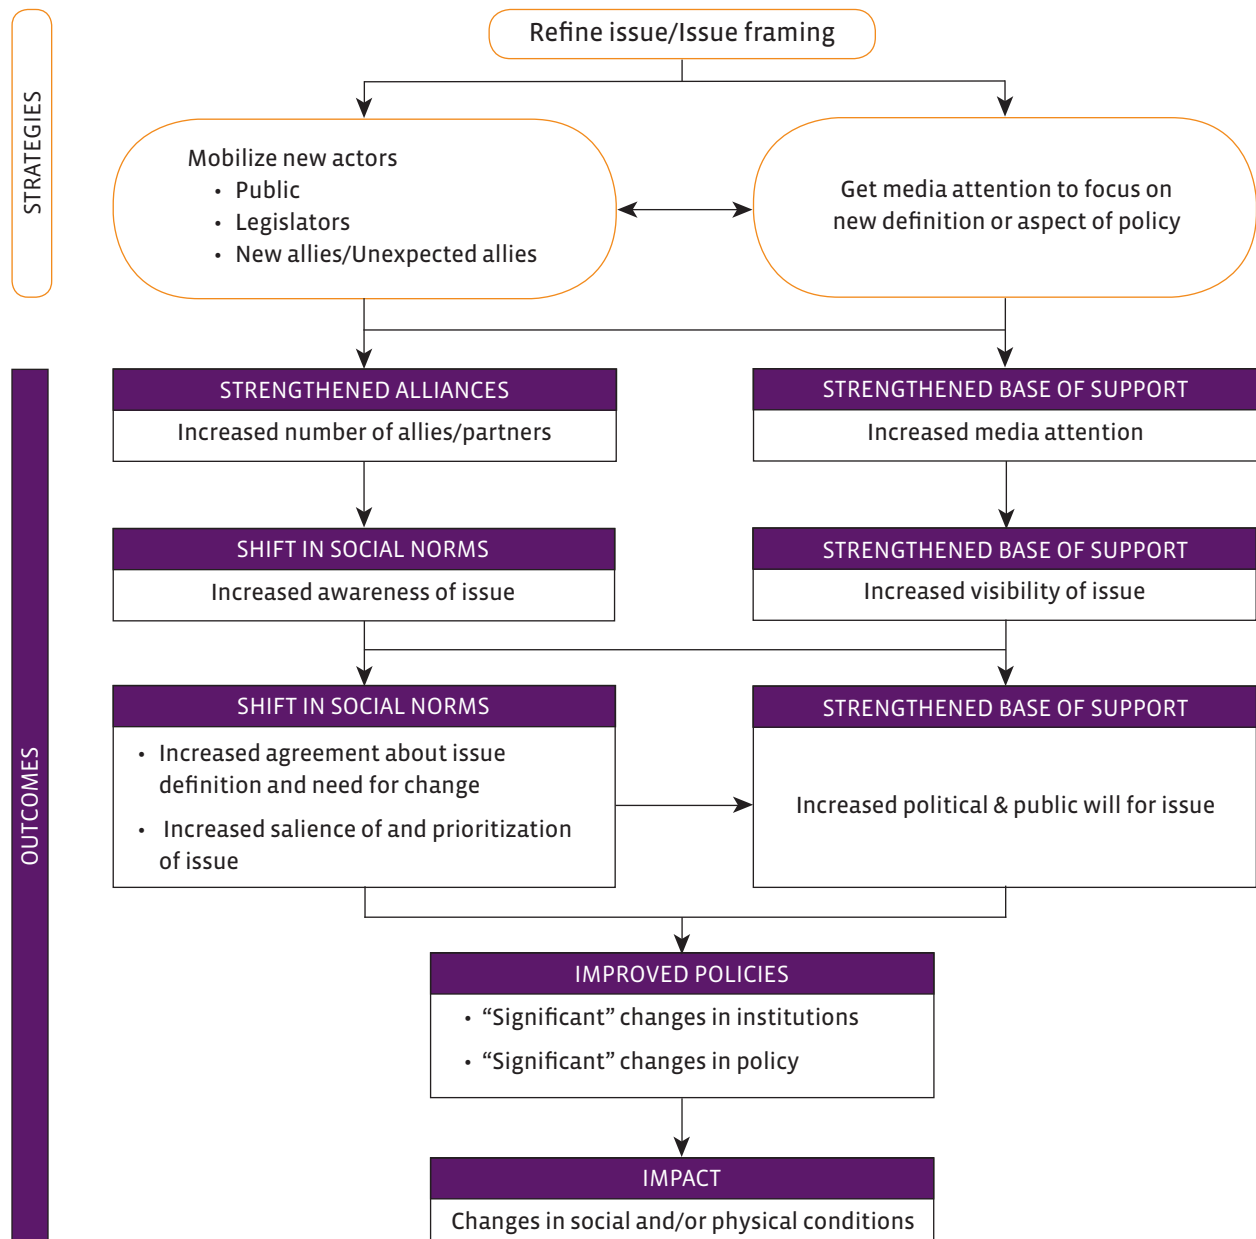 STRATEGIES
Refine issue/Issue framing
Mobilize new actors
• Public
• Legislators
• New allies/Unexpected allies
Get media attention to focus on
new definition or aspect of policy
OUTCOMES
STRENGTHENED ALLIANCES
Increased number of allies/partners
STRENGTHENED BASE OF SUPPORT
Increased media attention
SHIFT IN SOCIAL NORMS
Increased awareness of issue
STRENGTHENED BASE OF SUPPORT
Increased visibility of issue
SHIFT IN SOCIAL NORMS
• Increased agreement about issue
definition and need for change
• Increased salience of and prioritization
of issue
STRENGTHENED BASE OF SUPPORT
Increased political & public will for issue
IMPROVED POLICIES
• “Significant” changes in institutions
• “Significant” changes in policy
IMPACT
Changes in social and/or physical conditions